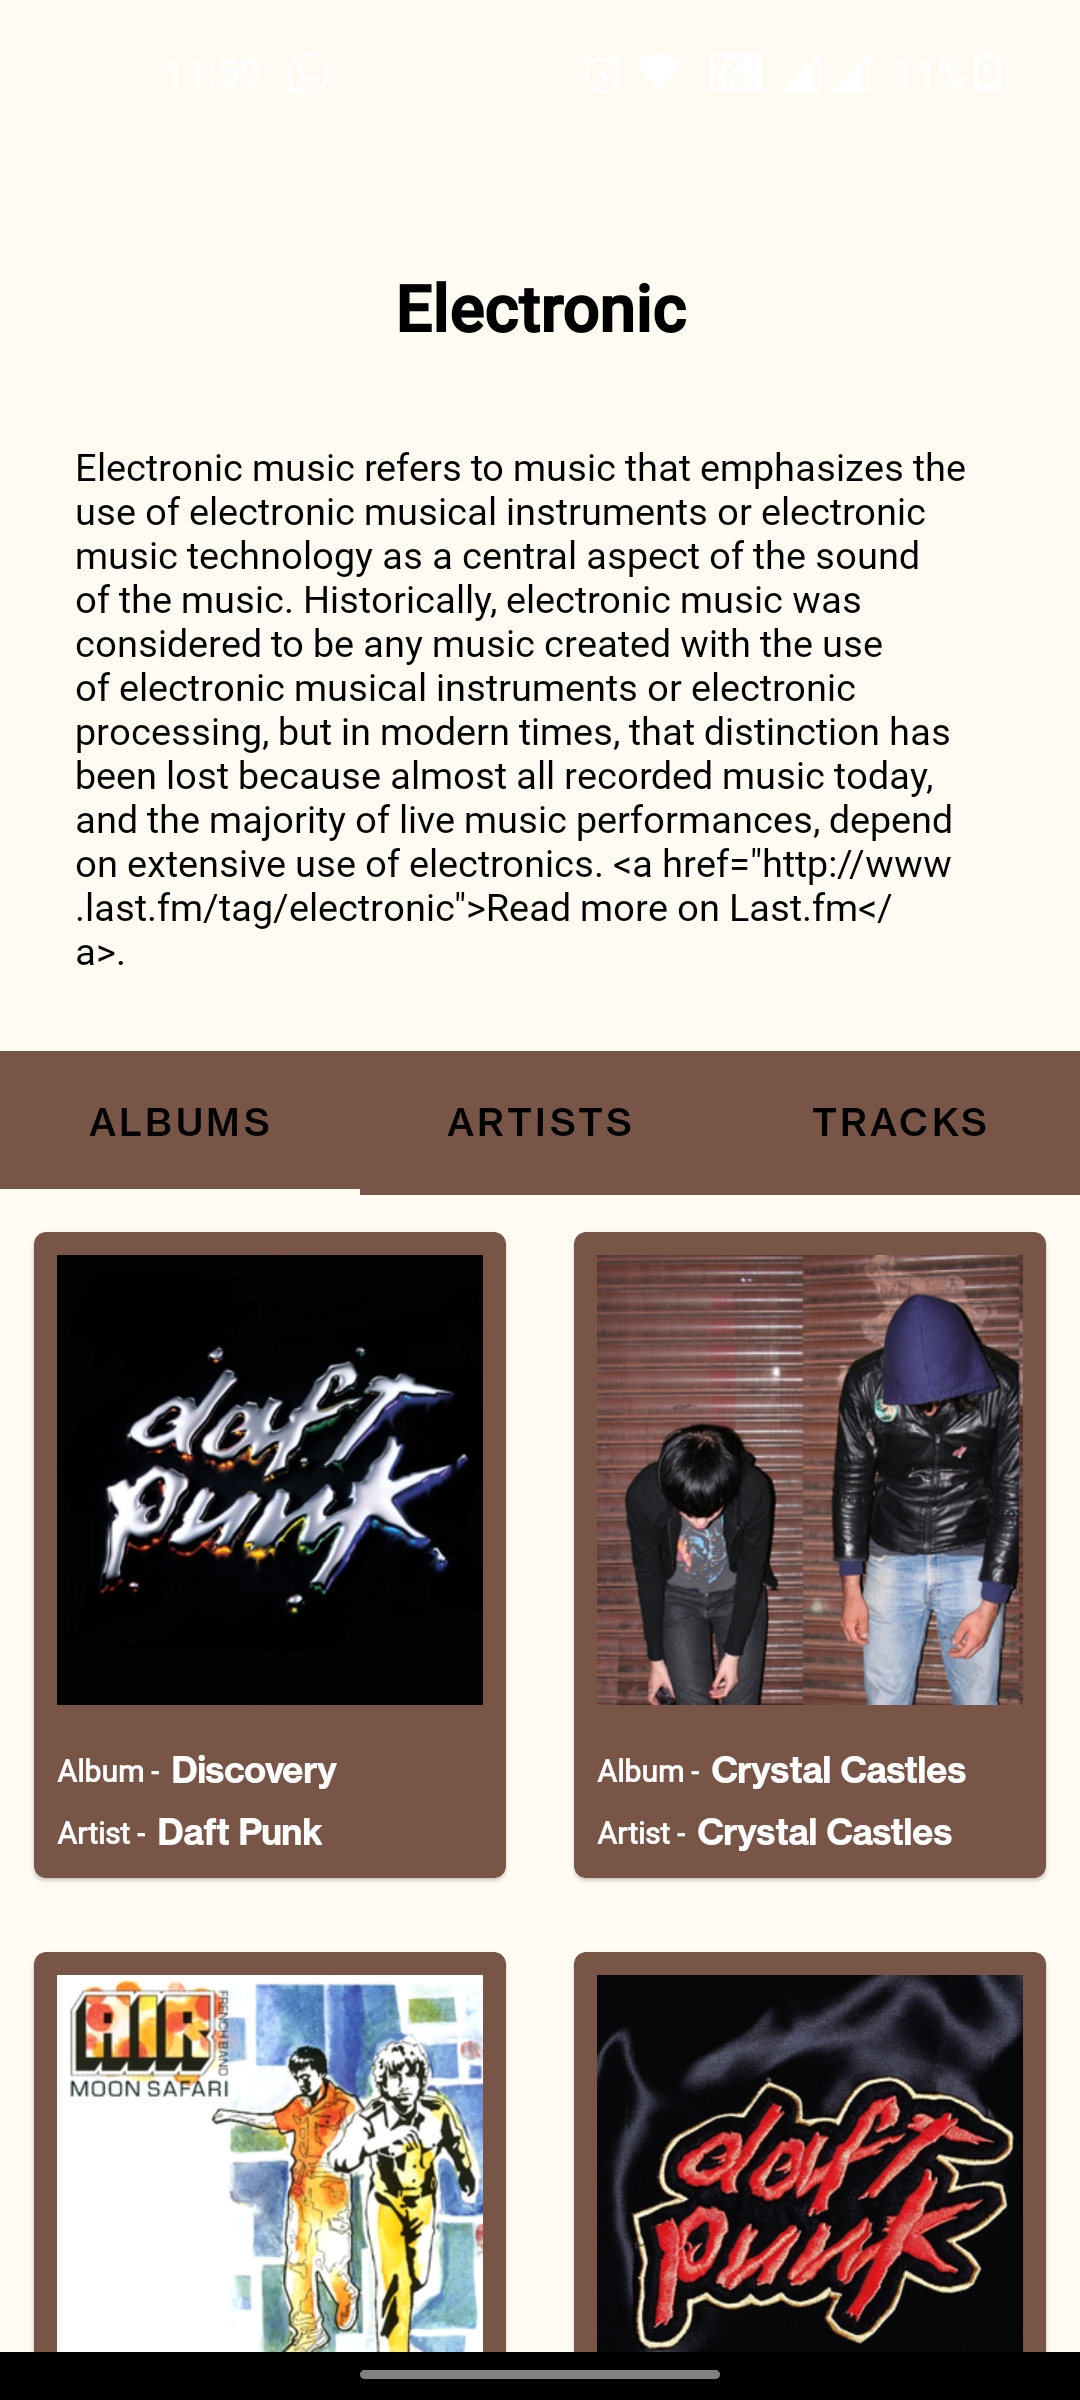 11:59 11%
Electronic
Electronic music refers to music that emphasizes the
use of electronic musical instruments or electronic
music technology as a central aspect of the sound
of the music. Historically, electronic music was
considered to be any music created with the use
of electronic musical instruments or electronic
processing, but in modern times, that distinction has
been lost because almost all recorded music today,
and the majority of live music performances, depend
on extensive use of electronics. <a href="http://www
.last.fm/tag/electronic">Read more on Last.fm</
a>.
ALBUMS ARTISTS TRACKS
daft
punk
Album - Discovery
Artist - Daft Punk
Album - Crystal Castles
Artist - Crystal Castles
AIR
FRENCH BAND
MOON SAFARI
daft
punk